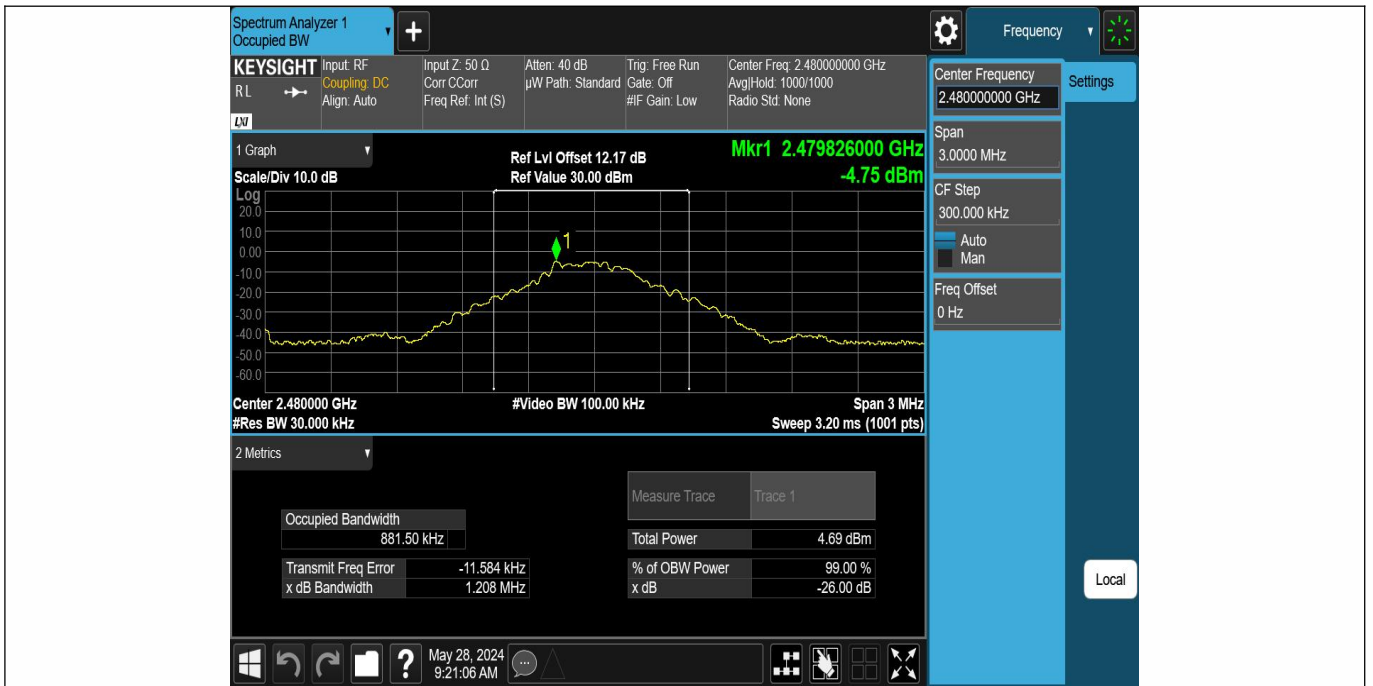 Spectrum Analyzer 1
Occupied BW
+
Frequency
KEYSIGHT
RL
LXI
Input: RF
Coupling: DC
Align: Auto
Input Z: 50 Ω
Corr CCorr
Freq Ref: Int (S)
Atten: 40 dB
µW Path: Standard
Trig: Free Run
Gate: Off
#IF Gain: Low
Center Freq: 2.480000000 GHz
Avg|Hold: 1000/1000
Radio Std: None
Center Frequency
2.480000000 GHz
Settings
Span
3.0000 MHz
CF Step
300.000 kHz
Auto
Man
Freq Offset
0 Hz
Local
1 Graph
Scale/Div 10.0 dB
Ref Lvl Offset 12.17 dB
Ref Value 30.00 dBm
Mkr1 2.479826000 GHz
-4.75 dBm
Log
20.0
10.0
0.00
-10.0
-20.0
-30.0
-40.0
-50.0
-60.0
1
Center 2.480000 GHz
#Video BW 100.00 kHz
Span 3 MHz
#Res BW 30.000 kHz
Sweep 3.20 ms (1001 pts)
2 Metrics
Measure Trace
Trace 1
Occupied Bandwidth
881.50 kHz
Total Power
4.69 dBm
Transmit Freq Error
-11.584 kHz
% of OBW Power
99.00 %
x dB Bandwidth
1.208 MHz
x dB
-26.00 dB
?
May 28, 2024
9:21:06 AM